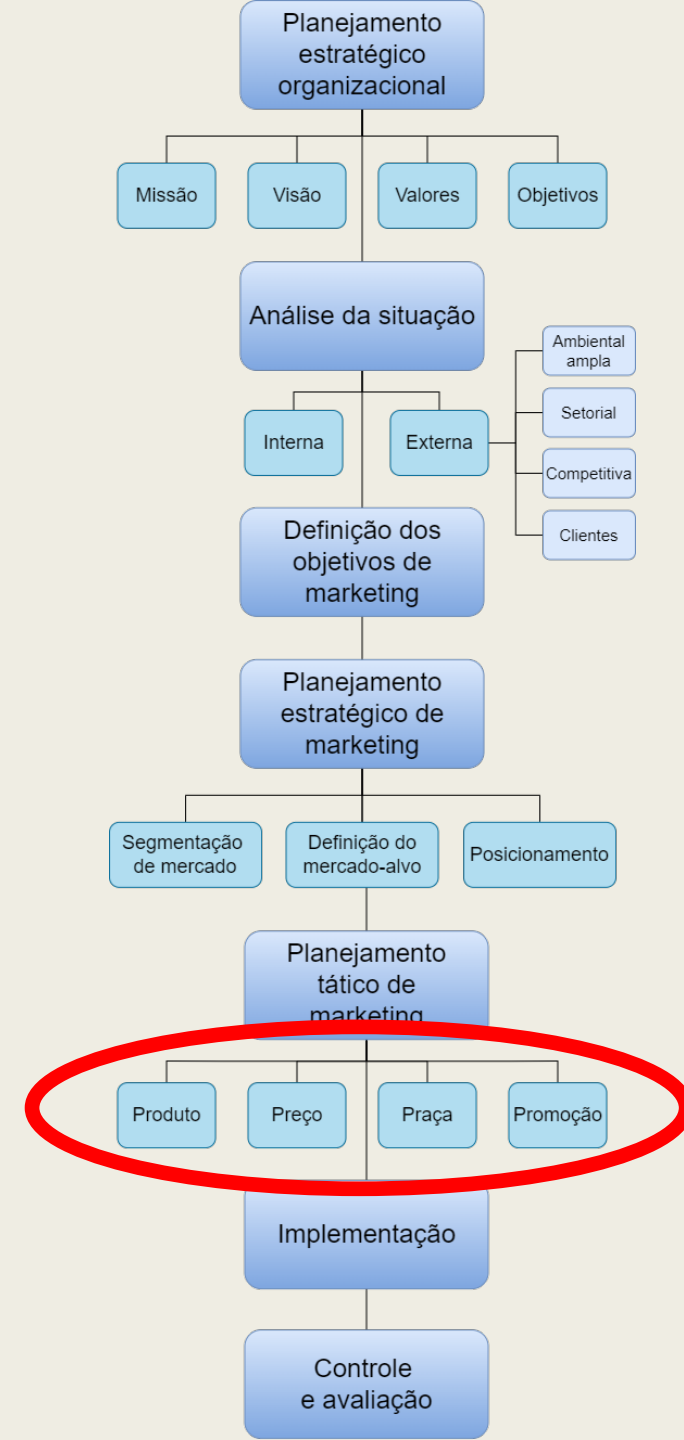 Planejamento
estratégico
organizacional
Missão
Visão
Valores
Objetivos
Análise da situação
Interna
Externa
Ambiental
ampla
Setorial
Competitiva
Clientes
Definição dos
objetivos de
marketing
Planejamento
estratégico de
marketing
Segmentação
de mercado
Definição do
mercado-alvo
Posicionamento
Planejamento
tático de
marketing
Produto
Preço
Praça
Promoção
Implementação
Controle
e avaliação